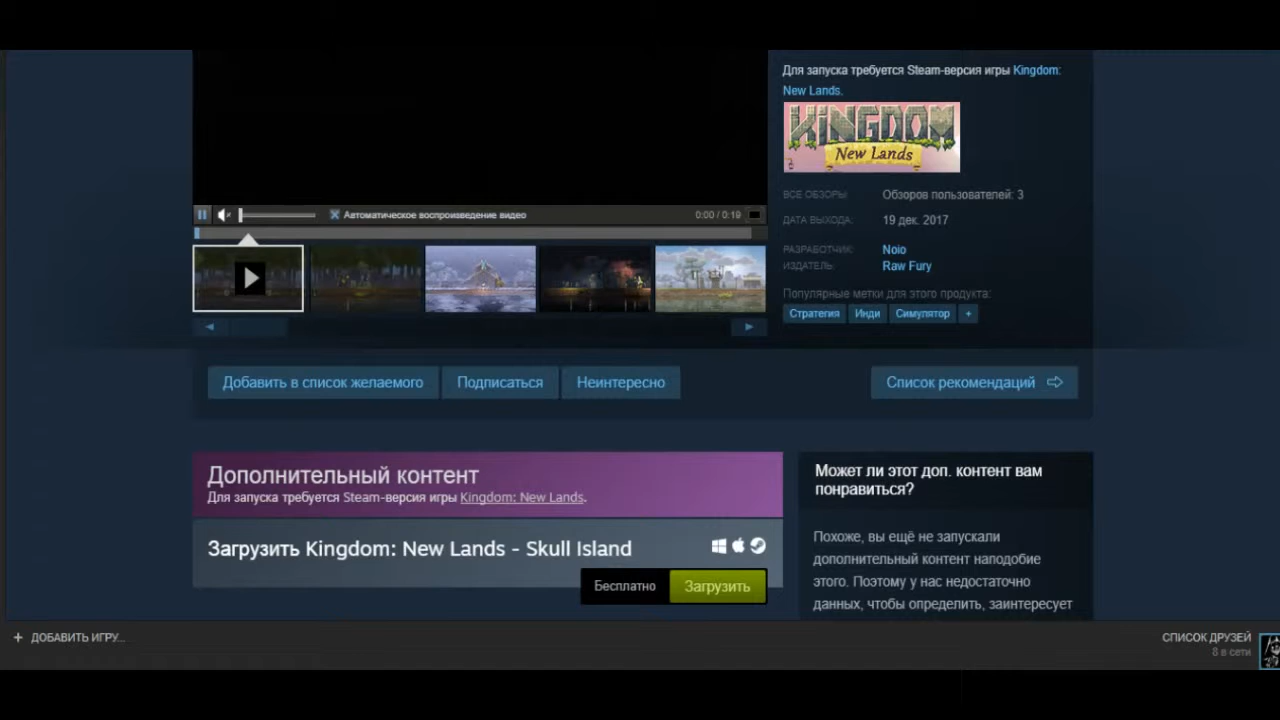 Для запуска требуется Steam-версия игры Kingdom:
New Lands.
KINGDOM
New Lands
ВСЕ ОБЗОРЫ: Обзоров пользователей: 3
ДАТА ВЫХОДА: 19 дек. 2017
РАЗРАБОТЧИК: Noio
ИЗДАТЕЛЬ: Raw Fury
Популярные метки для этого продукта:
Стратегия Инди Симулятор +
Автоматическое воспроизведение видео 0:00 / 0:19
Добавить в список желаемого Подписаться Неинтересно Список рекомендаций
Дополнительный контент
Для запуска требуется Steam-версия игры Kingdom: New Lands.
Загрузить Kingdom: New Lands - Skull Island
Бесплатно Загрузить
Может ли этот доп. контент вам
понравиться?
Похоже, вы ещё не запускали
дополнительный контент наподобие
этого. Поэтому у нас недостаточно
данных, чтобы определить, заинтересует
+ ДОБАВИТЬ ИГРУ...
СПИСОК ДРУЗЕЙ
8 в сети